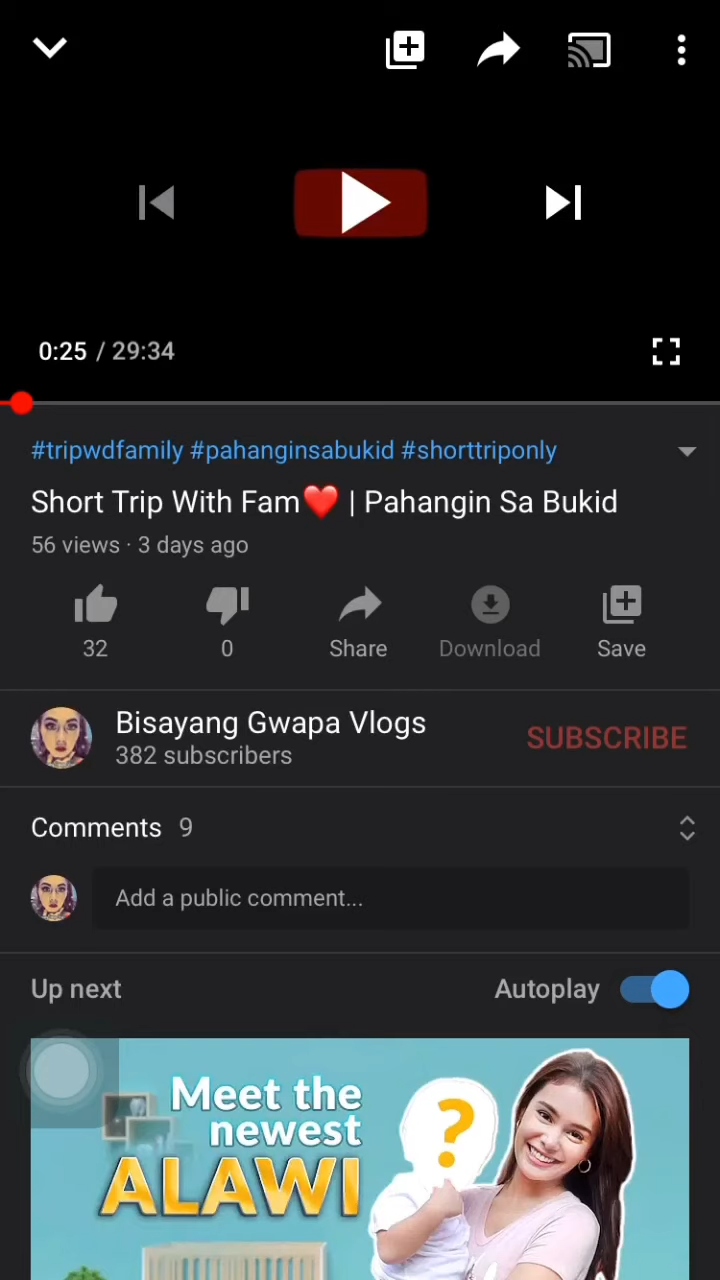 0:25 / 29:34
#tripwdfamily #pahanginsabukid #shorttriponly
Short Trip With Fam❤️ | Pahangin Sa Bukid
56 views · 3 days ago
32
0
Share
Download
Save
Bisayang Gwapa Vlogs
382 subscribers
SUBSCRIBE
Comments 9
Add a public comment...
Up next
Autoplay
Meet the
newest
ALAWI
?